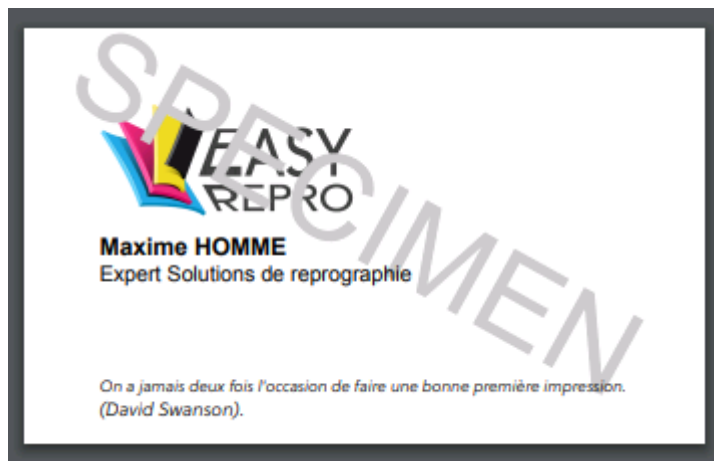 SPECIMEN
EASY
REPRO
Maxime HOMME
Expert Solutions de reprographie
On a jamais deux fois l'occasion de faire une bonne première impression.
(David Swanson).